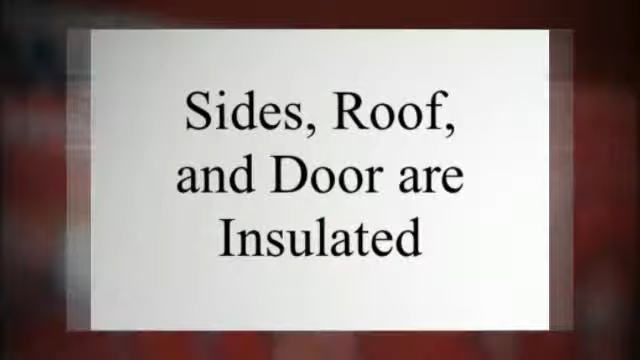 Sides, Roof,
and Door are
Insulated